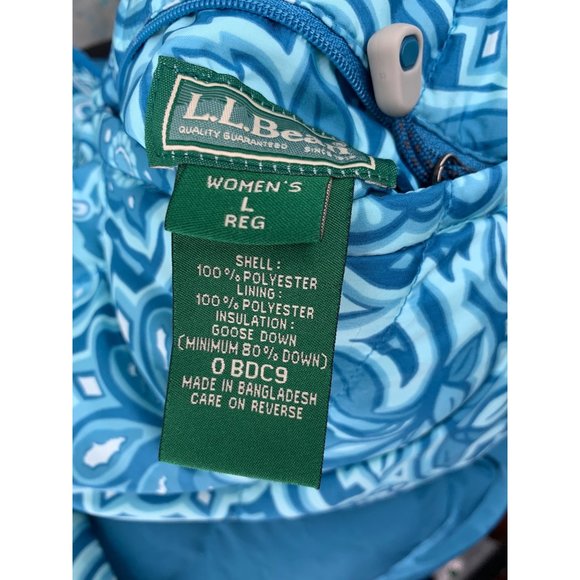 L.L.Bean
QUALITY GUARANTEED SINCE
WOMEN'S
L
REG
SHELL:
100% POLYESTER
LINING:
100% POLYESTER
INSULATION:
GOOSE DOWN
(MINIMUM 80% DOWN)
0 BDC9
MADE IN BANGLADESH
CARE ON REVERSE